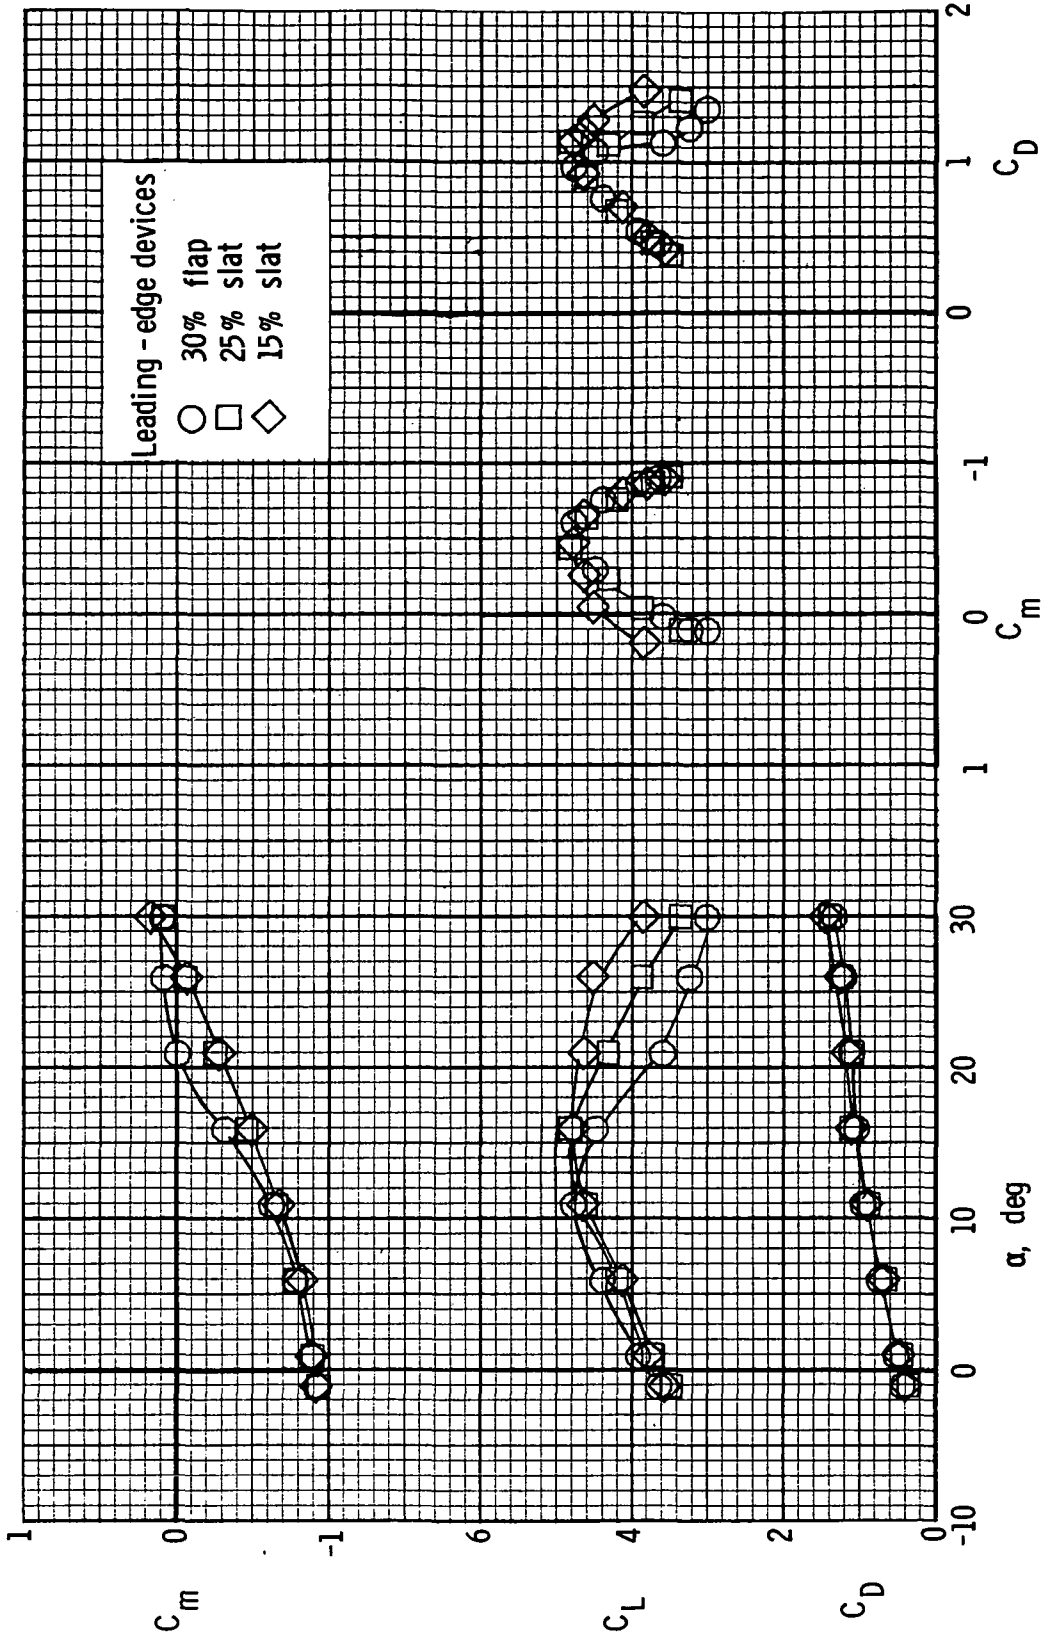 Leading-edge devices
30% flap
25% slat
15% slat
1
0
-1
C_m
6
4
2
0
C_L
C_D
-10
0
10
20
30
α, deg
1
0
-1
C_m
0
1
2
C_D